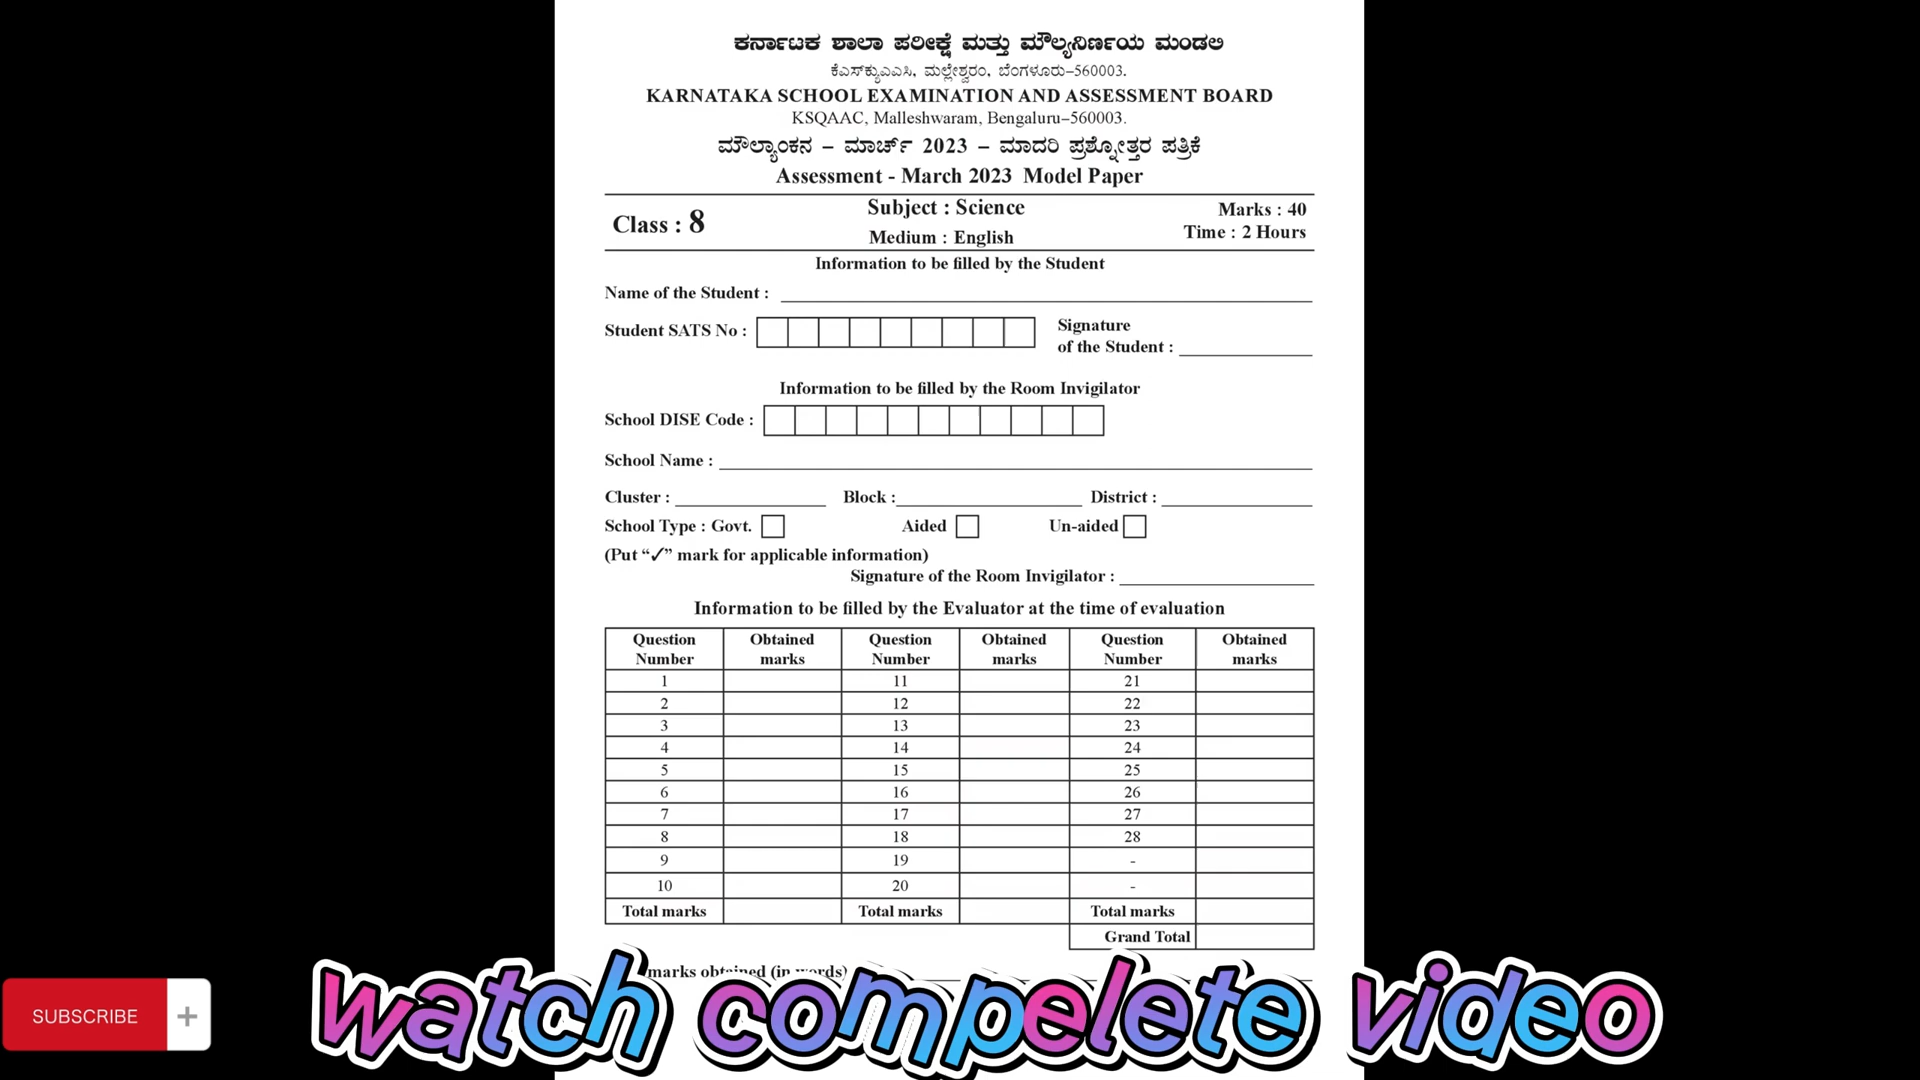 ಕರ್ನಾಟಕ ಶಾಲಾ ಪರೀಕ್ಷೆ ಮತ್ತು ಮೌಲ್ಯನಿರ್ಣಯ ಮಂಡಲಿ
ಕೆಎಸ್‌ಕ್ಯುಎಎಸಿ, ಮಲ್ಲೇಶ್ವರಂ, ಬೆಂಗಳೂರು–560003.
KARNATAKA SCHOOL EXAMINATION AND ASSESSMENT BOARD
KSQAAC, Malleshwaram, Bengaluru–560003.
ಮೌಲ್ಯಾಂಕನ – ಮಾರ್ಚ್ 2023 – ಮಾದರಿ ಪ್ರಶ್ನೋತ್ತರ ಪತ್ರಿಕೆ
Assessment - March 2023 Model Paper
Class : 8
Subject : Science
Medium : English
Marks : 40
Time : 2 Hours
Information to be filled by the Student
Name of the Student :
Student SATS No :
Signature
of the Student :
Information to be filled by the Room Invigilator
School DISE Code :
School Name :
Cluster : Block : District :
School Type : Govt. Aided Un-aided
(Put “✓” mark for applicable information)
Signature of the Room Invigilator :
Information to be filled by the Evaluator at the time of evaluation
Question Number Obtained marks Question Number Obtained marks Question Number Obtained marks
1 11 21
2 12 22
3 13 23
4 14 24
5 15 25
6 16 26
7 17 27
8 18 28
9 19 -
10 20 -
Total marks Total marks Total marks
Grand Total
marks obtained (in words)
SUBSCRIBE +
watch compelete video